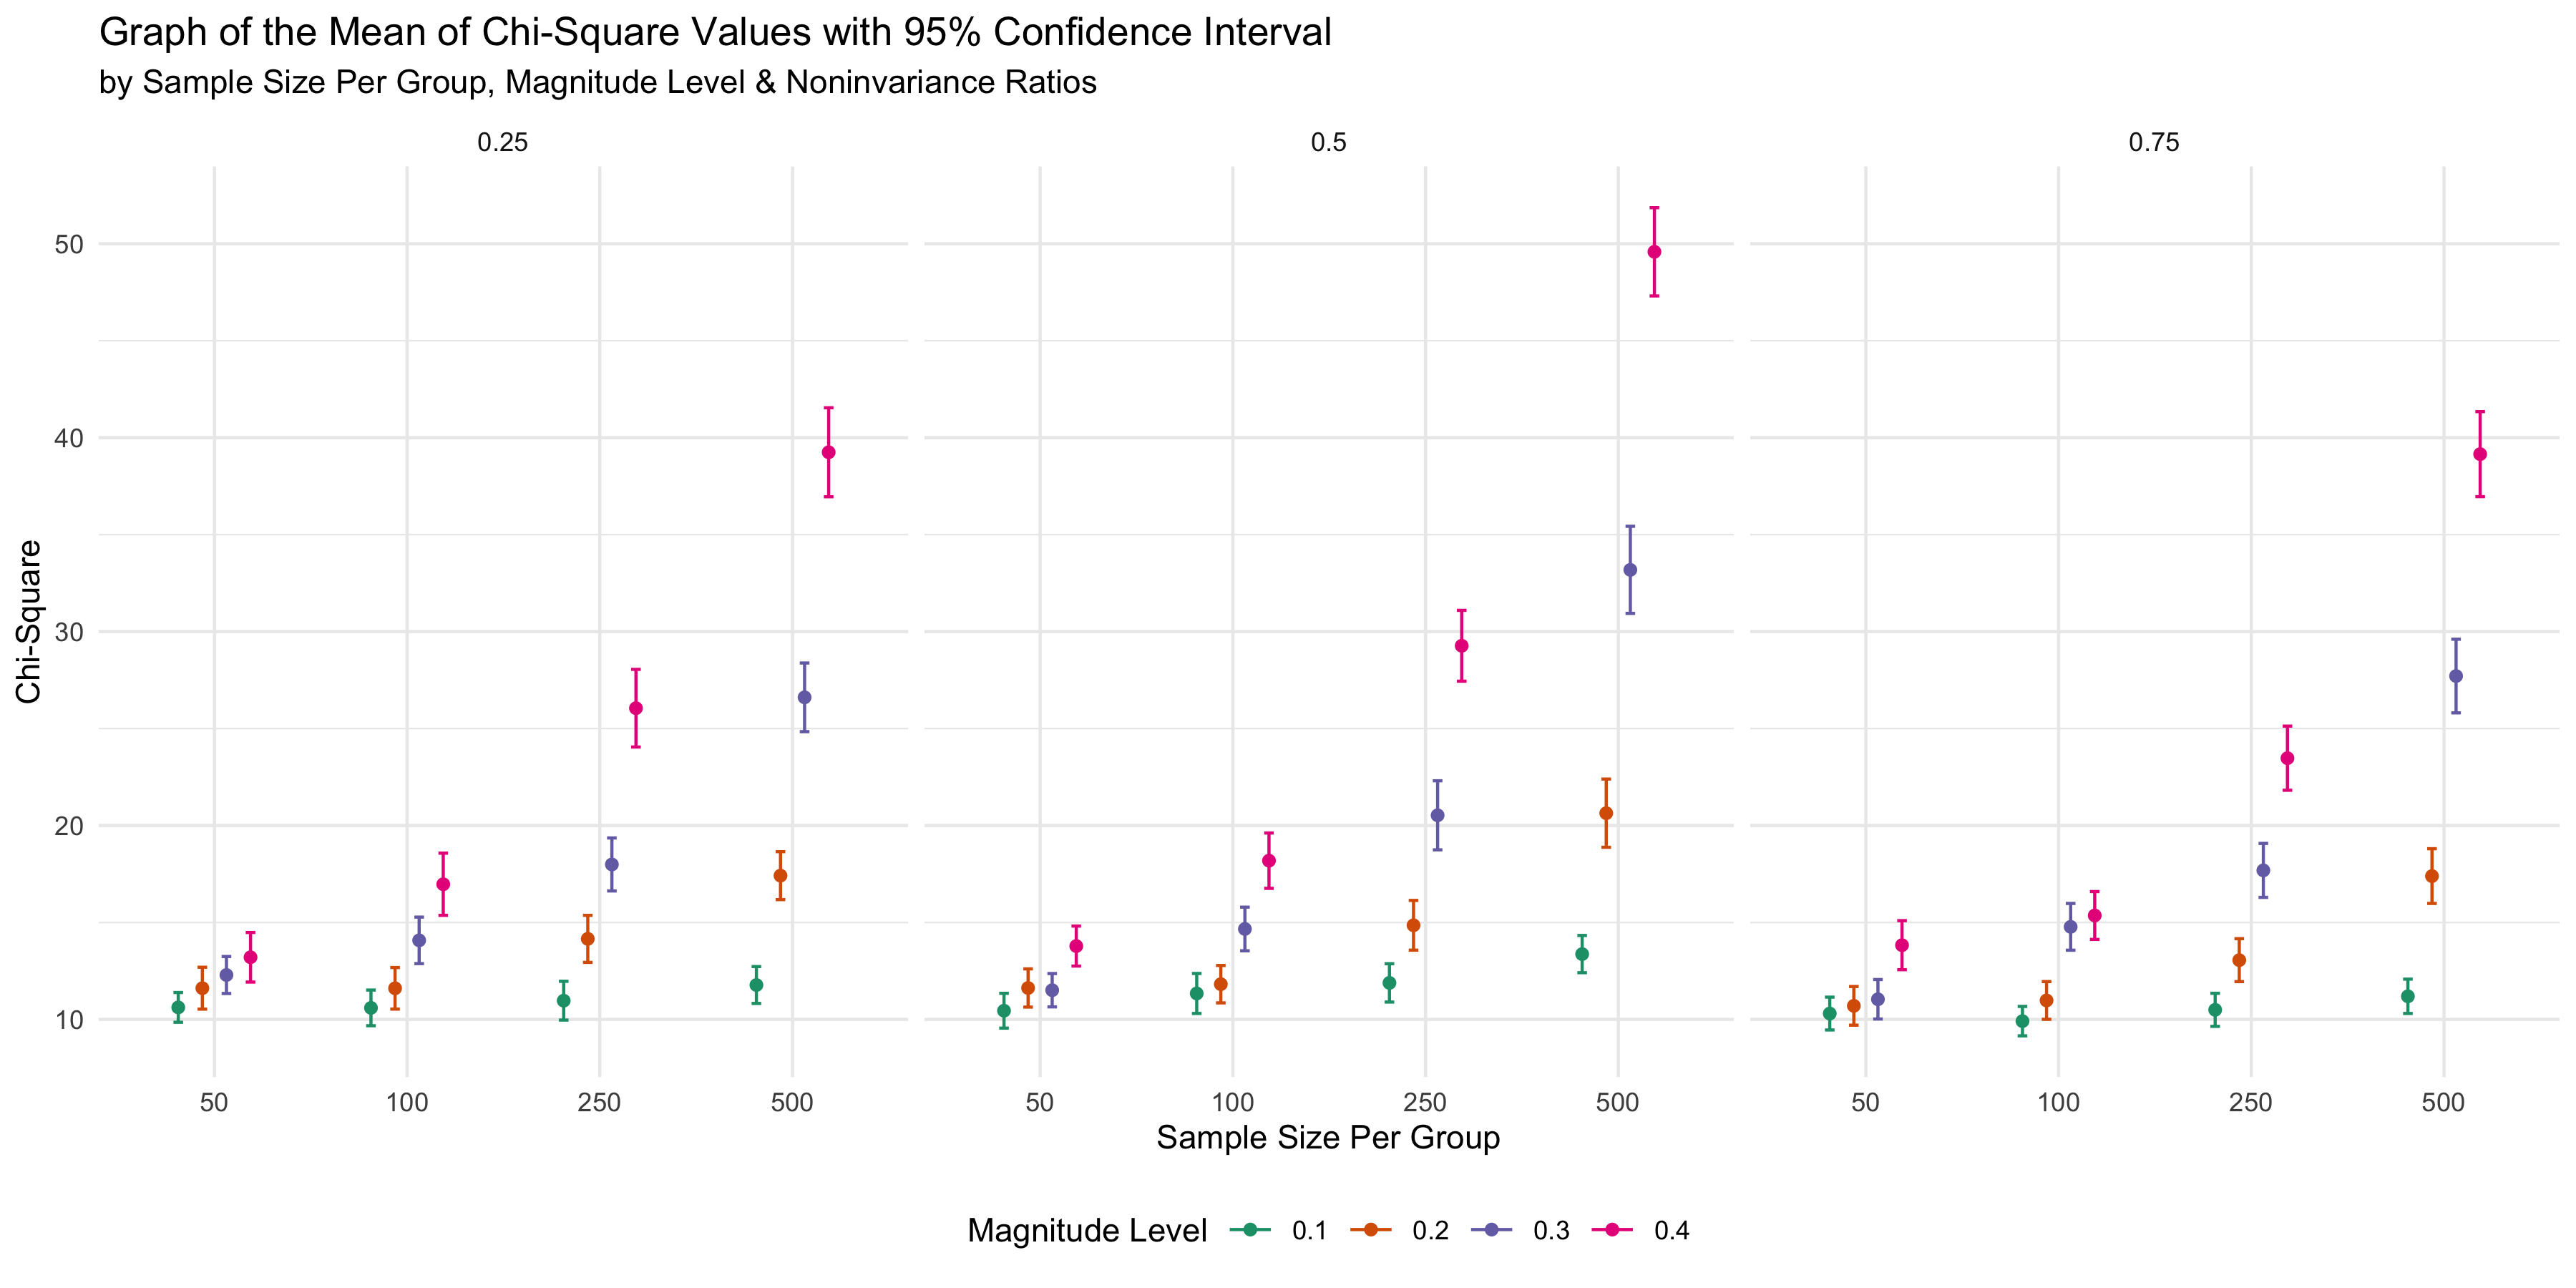 Graph of the Mean of Chi-Square Values with 95% Confidence Interval
by Sample Size Per Group, Magnitude Level & Noninvariance Ratios
0.25 0.5 0.75
50
40
30
20
10
Chi-Square
50 100 250 500 50 100 250 500 50 100 250 500
Sample Size Per Group
Magnitude Level 0.1 0.2 0.3 0.4